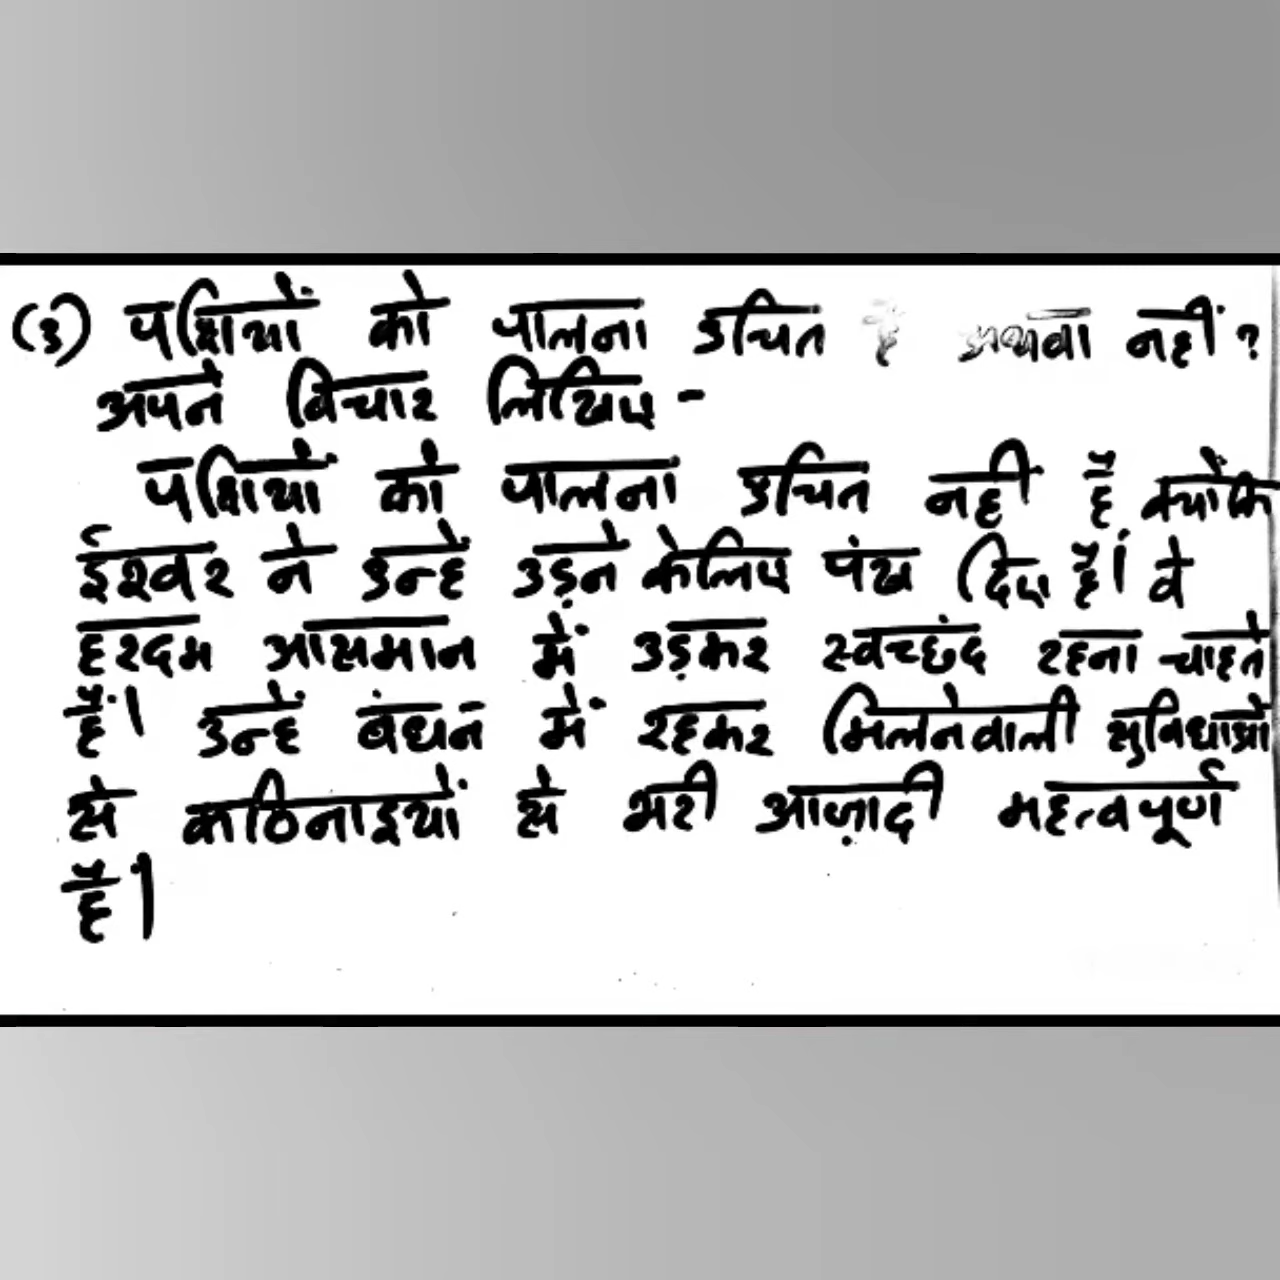 (3) पक्षियों को पालना उचित है अथवा नहीं?
अपने विचार लिखिए -
पक्षियों को पालना उचित नही है क्योंकि
ईश्वर ने उन्हें उड़ने केलिए पंख दिए हैं। वे
हरदम आसमान में उड़कर स्वच्छंद रहना चाहते
हैं। उन्हें बंधन में रहकर मिलनेवाली सुविधाओं
से कठिनाइयों से भरी आज़ादी महत्वपूर्ण
है।